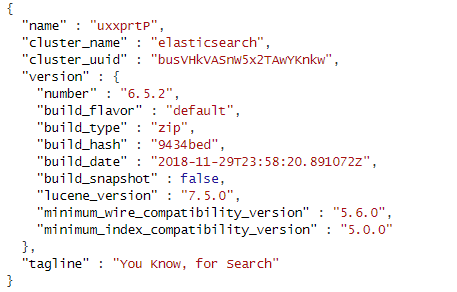 {
  "name" : "uxxprtP",
  "cluster_name" : "elasticsearch",
  "cluster_uuid" : "busVHkVASnW5x2TAwYKnkw",
  "version" : {
    "number" : "6.5.2",
    "build_flavor" : "default",
    "build_type" : "zip",
    "build_hash" : "9434bed",
    "build_date" : "2018-11-29T23:58:20.891072Z",
    "build_snapshot" : false,
    "lucene_version" : "7.5.0",
    "minimum_wire_compatibility_version" : "5.6.0",
    "minimum_index_compatibility_version" : "5.0.0"
  },
  "tagline" : "You Know, for Search"
}